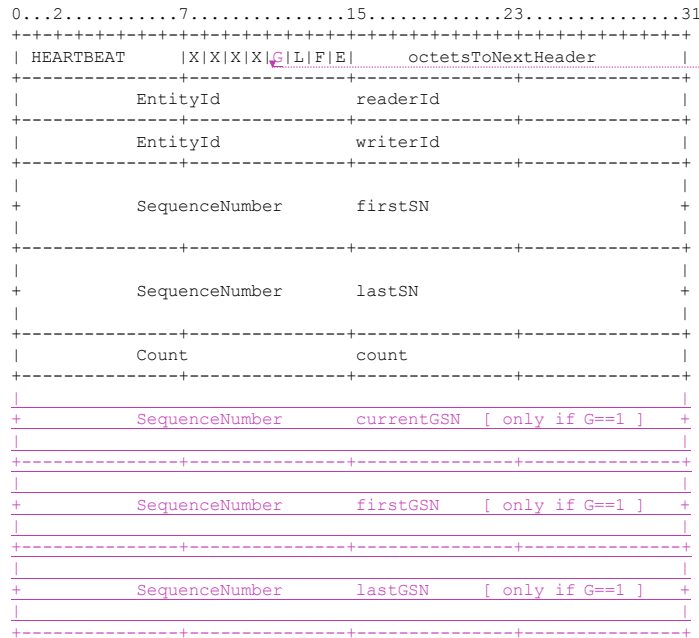 0...2...........7...............15.............23...............31
+-+-+-+-+-+-+-+-+-+-+-+-+-+-+-+-+-+-+-+-+-+-+-+-+-+-+-+-+-+-+-+-+
| HEARTBEAT |X|X|X|X|G|L|F|E| octetsToNextHeader |
+---------------+---------------+---------------+---------------+
| EntityId readerId |
+---------------+---------------+---------------+---------------+
| EntityId writerId |
+---------------+---------------+---------------+---------------+
| |
+ SequenceNumber firstSN +
| |
+---------------+---------------+---------------+---------------+
| |
+ SequenceNumber lastSN +
| |
+---------------+---------------+---------------+---------------+
| Count count |
+---------------+---------------+---------------+---------------+
| |
+ SequenceNumber currentGSN [ only if G==1 ] +
| |
+---------------+---------------+---------------+---------------+
| |
+ SequenceNumber firstGSN [ only if G==1 ] +
| |
+---------------+---------------+---------------+---------------+
| |
+ SequenceNumber lastGSN [ only if G==1 ] +
| |
+---------------+---------------+---------------+---------------+